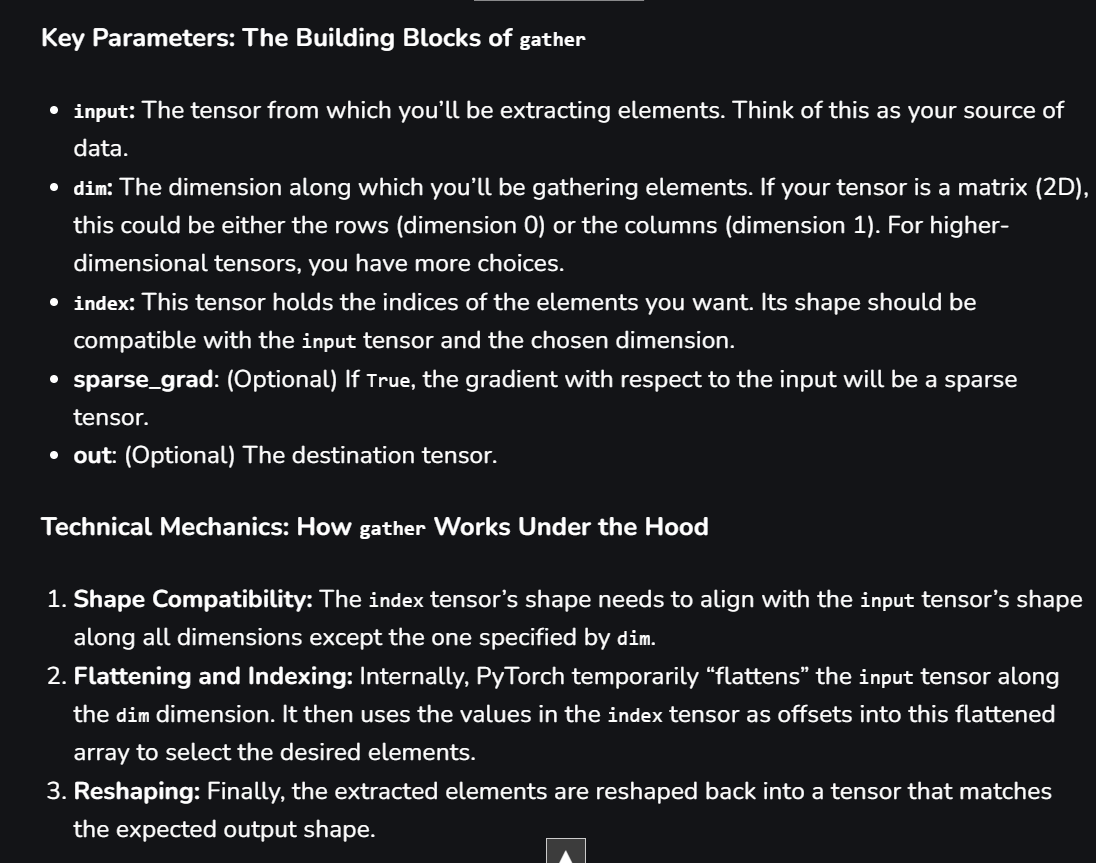 Key Parameters: The Building Blocks of gather
• input: The tensor from which you’ll be extracting elements. Think of this as your source of
data.
• dim: The dimension along which you’ll be gathering elements. If your tensor is a matrix (2D),
this could be either the rows (dimension 0) or the columns (dimension 1). For higher-
dimensional tensors, you have more choices.
• index: This tensor holds the indices of the elements you want. Its shape should be
compatible with the input tensor and the chosen dimension.
• sparse_grad: (Optional) If True, the gradient with respect to the input will be a sparse
tensor.
• out: (Optional) The destination tensor.
Technical Mechanics: How gather Works Under the Hood
1. Shape Compatibility: The index tensor’s shape needs to align with the input tensor’s shape
along all dimensions except the one specified by dim.
2. Flattening and Indexing: Internally, PyTorch temporarily “flattens” the input tensor along
the dim dimension. It then uses the values in the index tensor as offsets into this flattened
array to select the desired elements.
3. Reshaping: Finally, the extracted elements are reshaped back into a tensor that matches
the expected output shape.